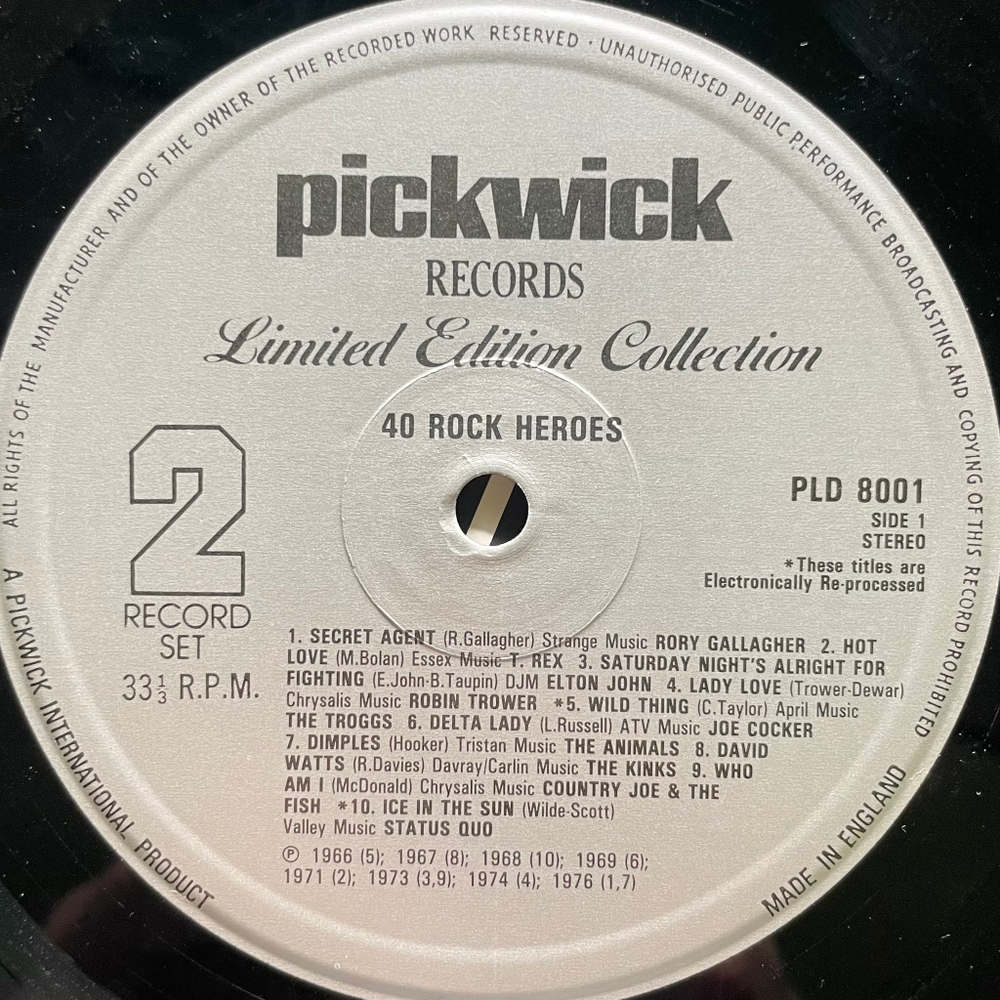 ALL RIGHTS OF THE MANUFACTURER AND OF THE OWNER OF THE RECORDED WORK RESERVED · UNAUTHORISED PUBLIC PERFORMANCE BROADCASTING AND COPYING OF THIS RECORD PROHIBITED
pickwick
RECORDS
Limited Edition Collection
40 ROCK HEROES
2
RECORD
SET
33⅓ R.P.M.
PLD 8001
SIDE 1
STEREO
*These titles are
Electronically Re-processed
1. SECRET AGENT (R.Gallagher) Strange Music RORY GALLAGHER 2. HOT
LOVE (M.Bolan) Essex Music T. REX 3. SATURDAY NIGHT'S ALRIGHT FOR
FIGHTING (E.John-B.Taupin) DJM ELTON JOHN 4. LADY LOVE (Trower-Dewar)
Chrysalis Music ROBIN TROWER *5. WILD THING (C.Taylor) April Music
THE TROGGS 6. DELTA LADY (L.Russell) ATV Music JOE COCKER
7. DIMPLES (Hooker) Tristan Music THE ANIMALS 8. DAVID
WATTS (R.Davies) Davray/Carlin Music THE KINKS 9. WHO
AM I (McDonald) Chrysalis Music COUNTRY JOE & THE
FISH *10. ICE IN THE SUN (Wilde-Scott)
Valley Music STATUS QUO
℗ 1966 (5); 1967 (8); 1968 (10); 1969 (6);
1971 (2); 1973 (3,9); 1974 (4); 1976 (1,7)
A PICKWICK INTERNATIONAL PRODUCT
MADE IN ENGLAND